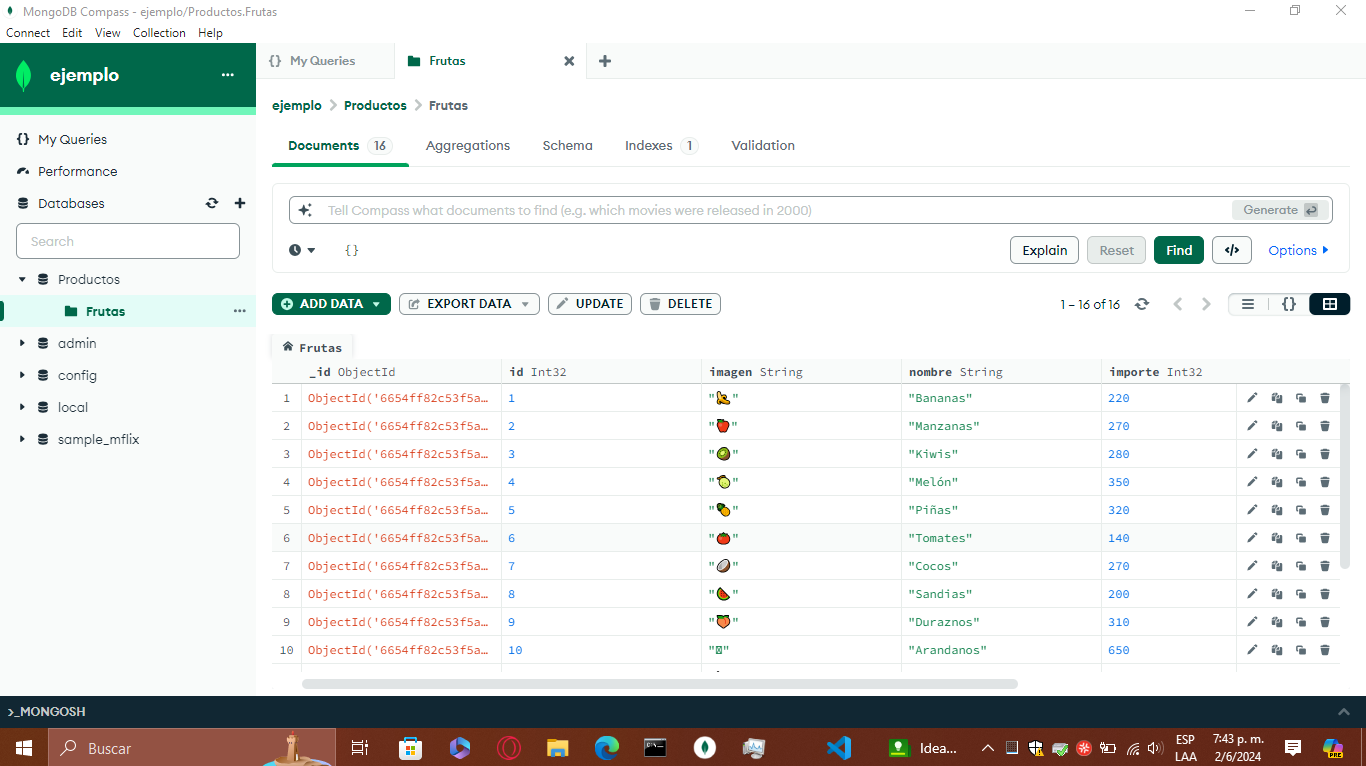 MongoDB Compass - ejemplo/Productos.Frutas
Connect Edit View Collection Help
ejemplo
My Queries
Frutas
ejemplo > Productos > Frutas
My Queries
Performance
Databases
Search
Productos
Frutas
admin
config
local
sample_mflix
Documents 16 Aggregations Schema Indexes 1 Validation
Tell Compass what documents to find (e.g. which movies were released in 2000) Generate
{} Explain Reset Find </> Options
ADD DATA EXPORT DATA UPDATE DELETE 1 – 16 of 16 {}
Frutas
_id ObjectId id Int32 imagen String nombre String importe Int32
1 ObjectId('6654ff82c53f5a… 1 "🍌" "Bananas" 220
2 ObjectId('6654ff82c53f5a… 2 "🍎" "Manzanas" 270
3 ObjectId('6654ff82c53f5a… 3 "🥝" "Kiwis" 280
4 ObjectId('6654ff82c53f5a… 4 "🍈" "Melón" 350
5 ObjectId('6654ff82c53f5a… 5 "🍍" "Piñas" 320
6 ObjectId('6654ff82c53f5a… 6 "🍅" "Tomates" 140
7 ObjectId('6654ff82c53f5a… 7 "🥥" "Cocos" 270
8 ObjectId('6654ff82c53f5a… 8 "🍉" "Sandias" 200
9 ObjectId('6654ff82c53f5a… 9 "🍑" "Duraznos" 310
10 ObjectId('6654ff82c53f5a… 10 "" "Arandanos" 650
>_MONGOSH
Buscar
Idea...
ESP
LAA
7:43 p. m.
2/6/2024
PRE